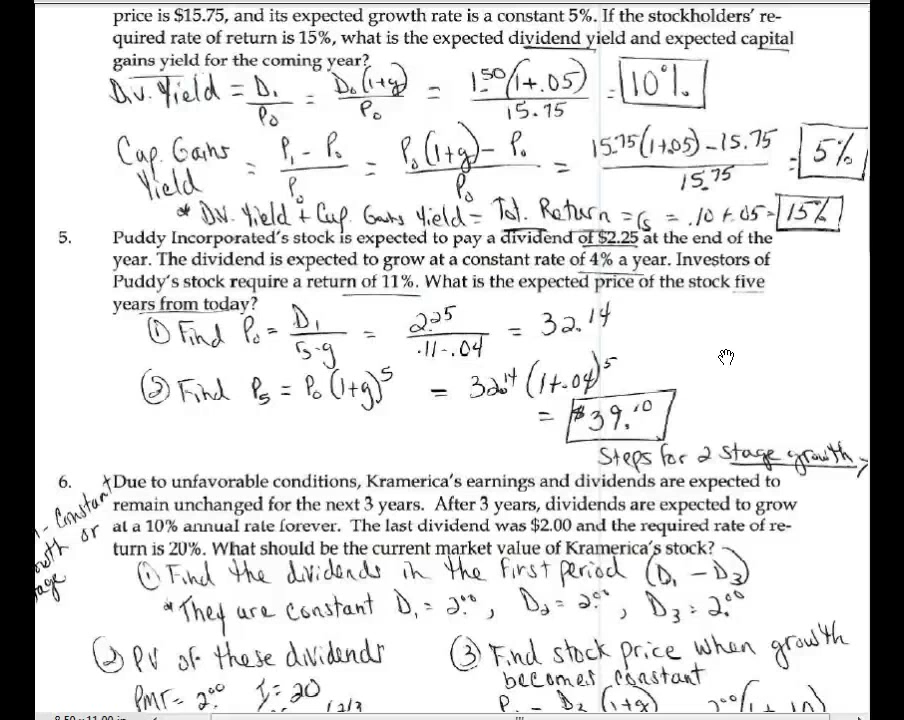 price is $15.75, and its expected growth rate is a constant 5%. If the stockholders' re-
quired rate of return is 15%, what is the expected dividend yield and expected capital
gains yield for the coming year?
Div. Yield = D1/P0 = D0(1+g)/P0 = 1.50(1+.05)/15.75 = 10%
Cap. Gains Yield = P1 - P0/P0 = P0(1+g) - P0/P0 = 15.75(1+.05) - 15.75/15.75 = 5%
* Div. Yield + Cap. Gains Yield = Tot. Return = rs = .10 + .05 = 15%
5. Puddy Incorporated's stock is expected to pay a dividend of $2.25 at the end of the
year. The dividend is expected to grow at a constant rate of 4% a year. Investors of
Puddy's stock require a return of 11%. What is the expected price of the stock five
years from today?
① Find P0 = D1/rs-g = 2.25/.11-.04 = 32.14
② Find P5 = P0(1+g)5 = 32.14(1+.04)5
= $39.10
Steps for 2 stage growth
6. Due to unfavorable conditions, Kramerica's earnings and dividends are expected to
remain unchanged for the next 3 years. After 3 years, dividends are expected to grow
at a 10% annual rate forever. The last dividend was $2.00 and the required rate of re-
turn is 20%. What should be the current market value of Kramerica's stock?
- Constant
or
① Find the dividends in the first period (D1 - D3)
* They are constant D1 = 2.00, D2 = 2.00, D3 = 2.00
② PV of these dividends
PMT = 2.00 I = 20
③ Find stock price when growth
becomes constant
8.50 x 11.00 in